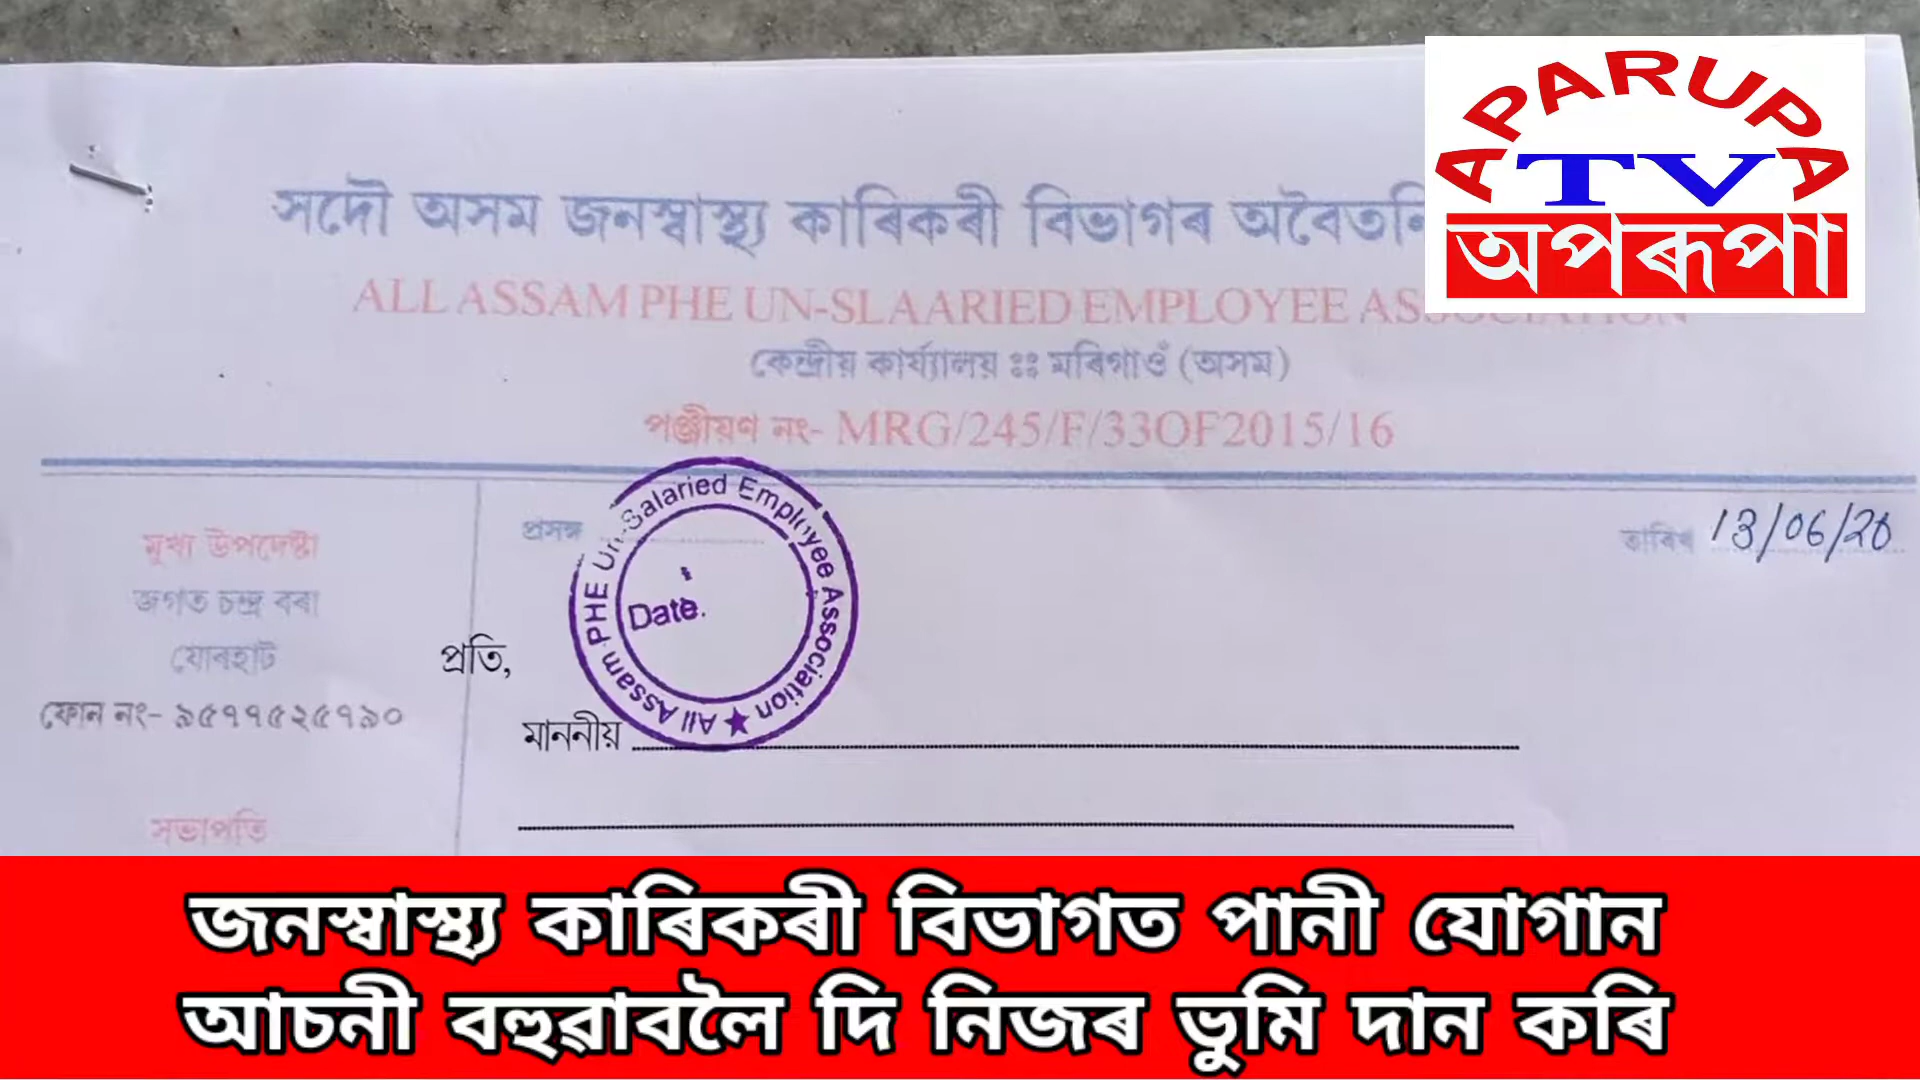 APARUPA
TV
অপৰূপা
সদৌ অসম জনস্বাস্থ্য কাৰিকৰী বিভাগৰ অবৈতনি
ALL ASSAM PHE UN-SLAARIED EMPLOYEE ASSOCIATION
কেন্দ্ৰীয় কাৰ্য্যালয় ঃঃ মৰিগাওঁ (অসম)
পঞ্জীয়ণ নং- MRG/245/F/33OF2015/16
প্ৰসঙ্গ
তাৰিখ 13/06/20
All Assam PHE Un-Salaried Employee Association ★
Date.
মুখ্য উপদেষ্টা
জগত চন্দ্ৰ বৰা
যোৰহাট
ফোন নং- ৯৫৭৭৫২৫৭৯০
সভাপতি
প্ৰতি,
মাননীয়
জনস্বাস্থ্য কাৰিকৰী বিভাগত পানী যোগান
আচনী বহুৱাবলৈ দি নিজৰ ভুমি দান কৰি